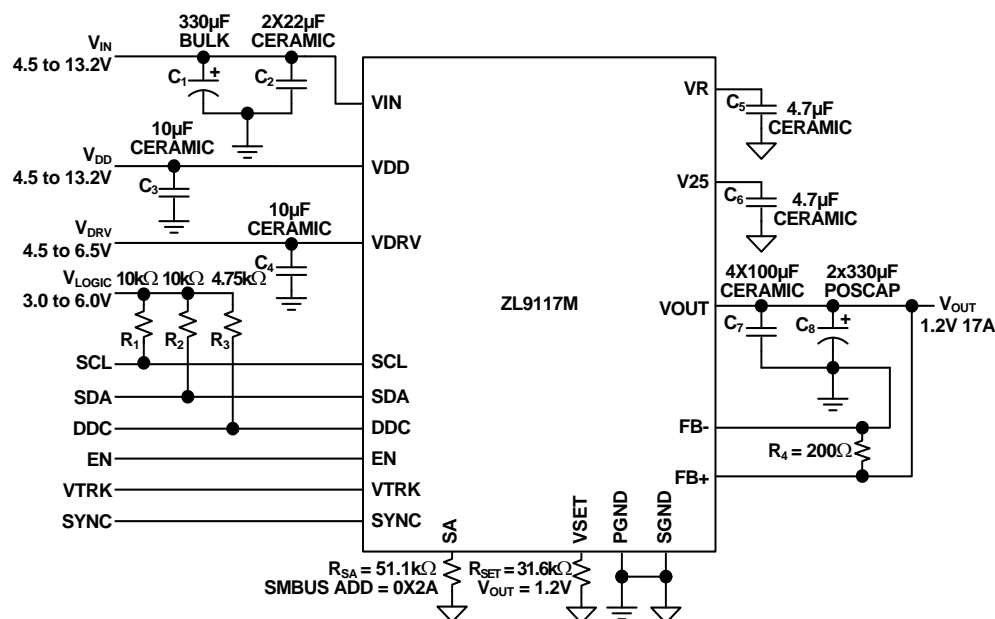 330µF
BULK
2X22µF
CERAMIC
VIN
4.5 to 13.2V
C1
+
C2
VIN
10µF
CERAMIC
VDD
4.5 to 13.2V
C3
VDD
10µF
CERAMIC
VDRV
4.5 to 6.5V
C4
VDRV
VLOGIC
3.0 to 6.0V
10kΩ
10kΩ
4.75kΩ
R1
R2
R3
SCL
SCL
SDA
SDA
DDC
DDC
EN
EN
VTRK
VTRK
SYNC
SYNC
ZL9117M
VR
C5
4.7µF
CERAMIC
V25
C6
4.7µF
CERAMIC
4X100µF
CERAMIC
2x330µF
POSCAP
VOUT
C7
C8
+
VOUT
1.2V 17A
FB-
R4 = 200Ω
FB+
SA
VSET
PGND
SGND
RSA = 51.1kΩ
SMBUS ADD = 0X2A
RSET = 31.6kΩ
VOUT = 1.2V